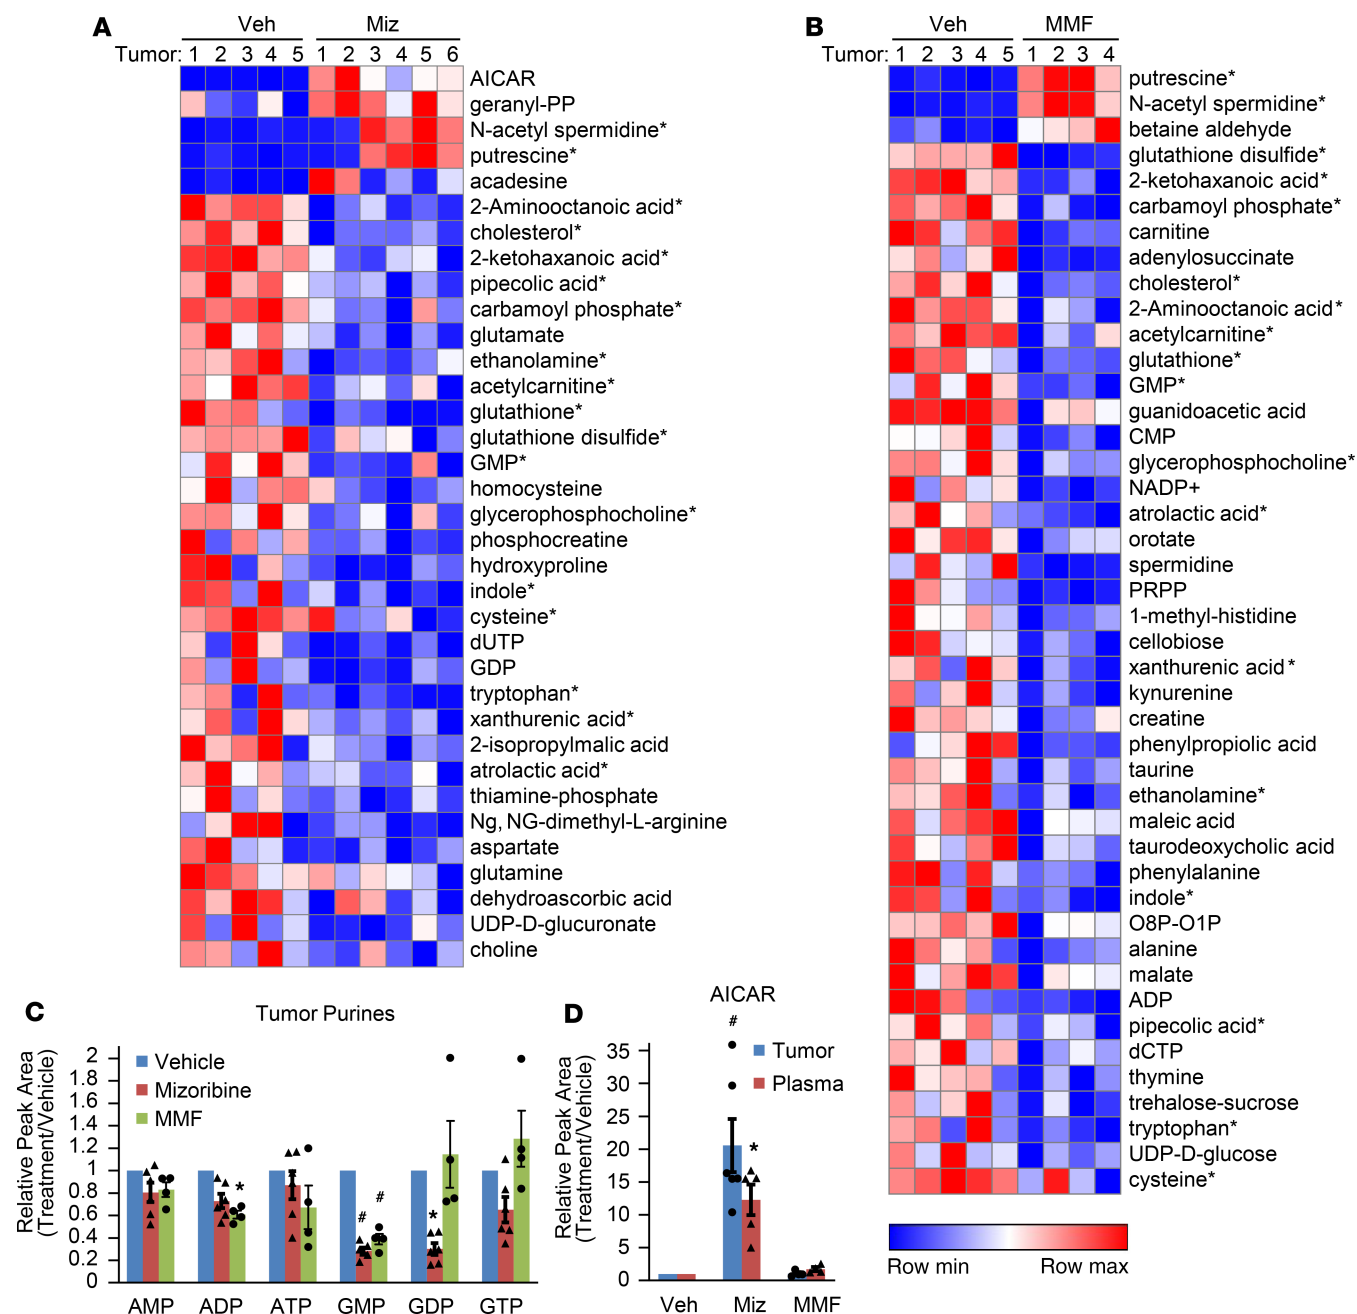 A
Veh Miz
Tumor: 1 2 3 4 5 1 2 3 4 5 6
AICAR
geranyl-PP
N-acetyl spermidine*
putrescine*
acadesine
2-Aminooctanoic acid*
cholesterol*
2-ketohaxanoic acid*
pipecolic acid*
carbamoyl phosphate*
glutamate
ethanolamine*
acetylcarnitine*
glutathione*
glutathione disulfide*
GMP*
homocysteine
glycerophosphocholine*
phosphocreatine
hydroxyproline
indole*
cysteine*
dUTP
GDP
tryptophan*
xanthurenic acid*
2-isopropylmalic acid
atrolactic acid*
thiamine-phosphate
Ng, NG-dimethyl-L-arginine
aspartate
glutamine
dehydroascorbic acid
UDP-D-glucuronate
choline
B
Veh MMF
Tumor: 1 2 3 4 5 1 2 3 4
putrescine*
N-acetyl spermidine*
betaine aldehyde
glutathione disulfide*
2-ketohaxanoic acid*
carbamoyl phosphate*
carnitine
adenylosuccinate
cholesterol*
2-Aminooctanoic acid*
acetylcarnitine*
glutathione*
GMP*
guanidoacetic acid
CMP
glycerophosphocholine*
NADP+
atrolactic acid*
orotate
spermidine
PRPP
1-methyl-histidine
cellobiose
xanthurenic acid*
kynurenine
creatine
phenylpropiolic acid
taurine
ethanolamine*
maleic acid
taurodeoxycholic acid
phenylalanine
indole*
O8P-O1P
alanine
malate
ADP
pipecolic acid*
dCTP
thymine
trehalose-sucrose
tryptophan*
UDP-D-glucose
cysteine*
Row min Row max
C
Tumor Purines
Relative Peak Area
(Treatment/Vehicle)
2
1.8
1.6
1.4
1.2
1
0.8
0.6
0.4
0.2
0
Vehicle
Mizoribine
MMF
*
#
#
*
AMP ADP ATP GMP GDP GTP
D
AICAR
Relative Peak Area
(Treatment/Vehicle)
35
30
25
20
15
10
5
0
#
*
Tumor
Plasma
Veh Miz MMF